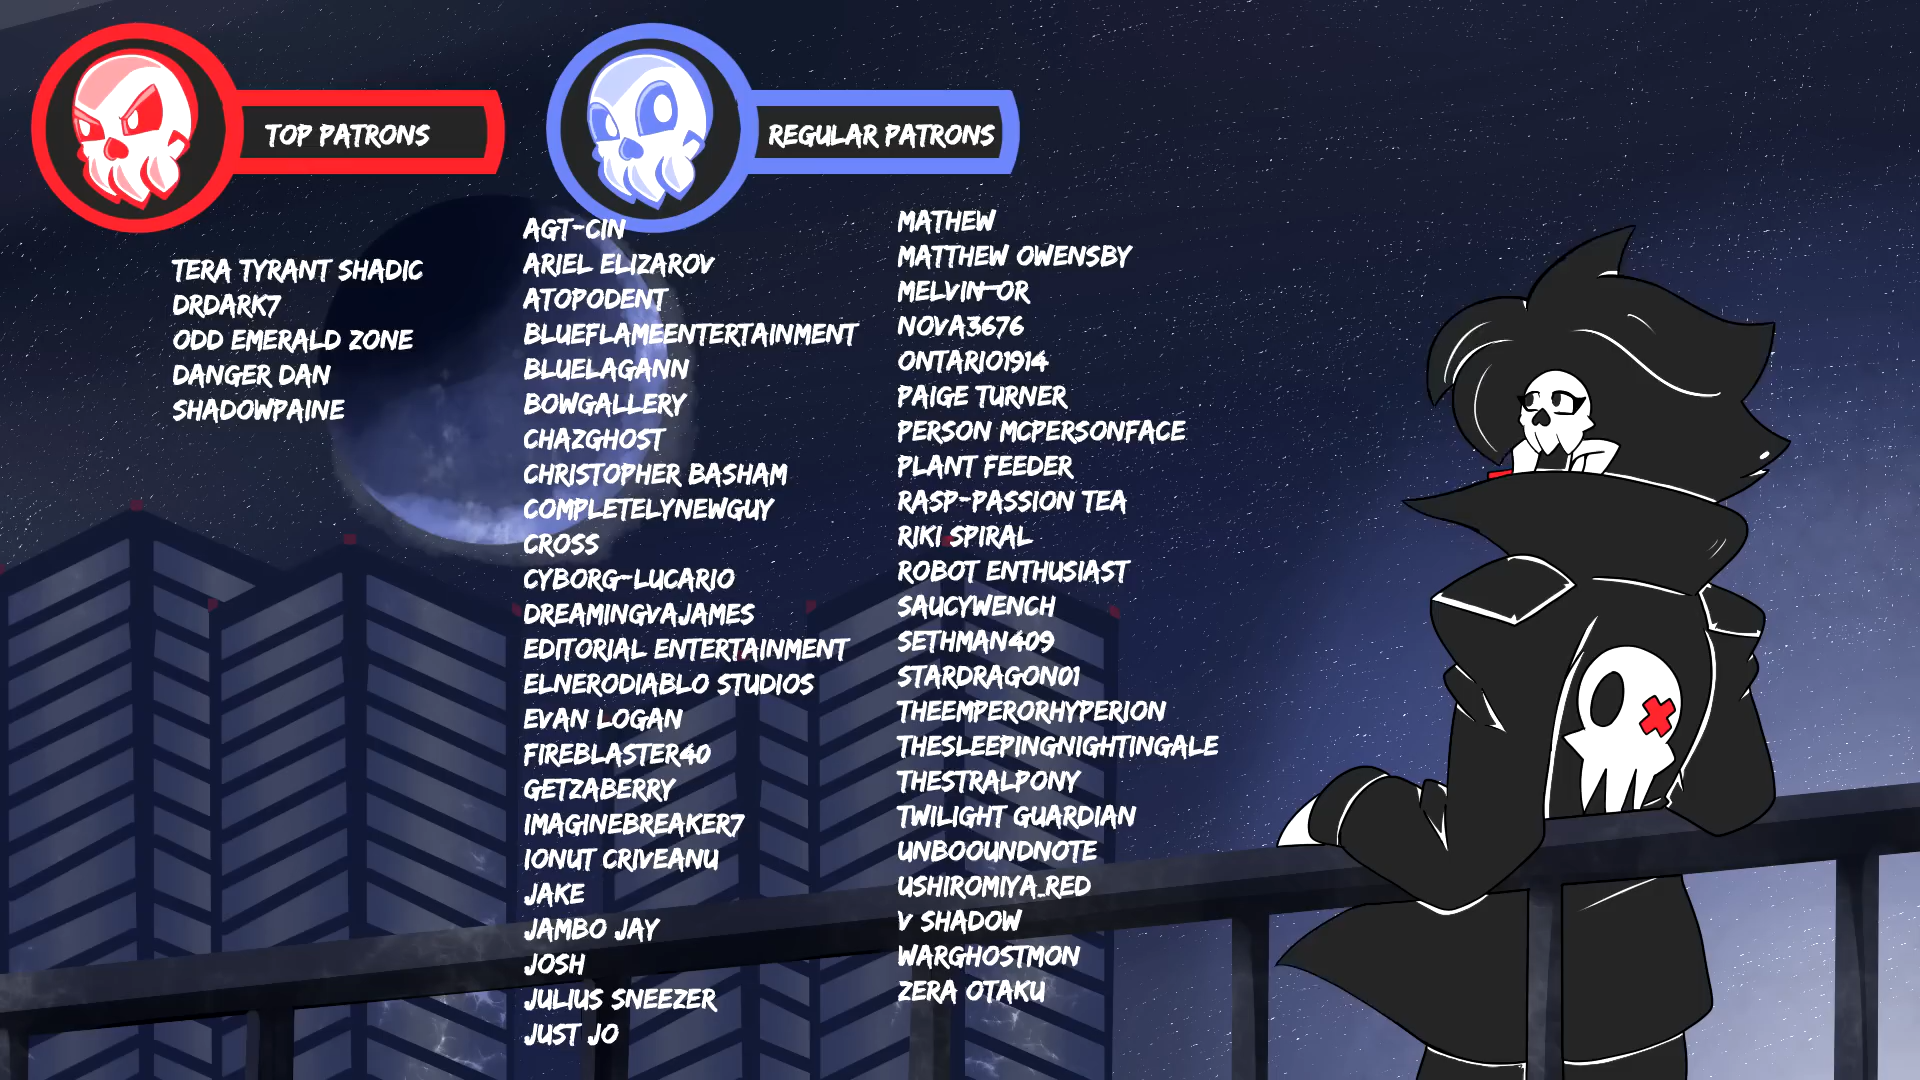 TOP PATRONS
TERA TYRANT SHADIC
DRDARK7
ODD EMERALD ZONE
DANGER DAN
SHADOWPAINE
REGULAR PATRONS
AGT-CIN
ARIEL ELIZAROV
ATOPODENT
BLUEFLAMEENTERTAINMENT
BLUELAGANN
BOWGALLERY
CHAZGHOST
CHRISTOPHER BASHAM
COMPLETELYNEWGUY
CROSS
CYBORG-LUCARIO
DREAMINGVAJAMES
EDITORIAL ENTERTAINMENT
ELNERODIABLO STUDIOS
EVAN LOGAN
FIREBLASTER40
GETZABERRY
IMAGINEBREAKER7
IONUT CRIVEANU
JAKE
JAMBO JAY
JOSH
JULIUS SNEEZER
JUST JO
MATHEW
MATTHEW OWENSBY
MELVIN-OR
NOVA3676
ONTARIO1914
PAIGE TURNER
PERSON MCPERSONFACE
PLANT FEEDER
RASP-PASSION TEA
RIKI SPIRAL
ROBOT ENTHUSIAST
SAUCYWENCH
SETHMAN409
STARDRAGON01
THEEMPERORHYPERION
THESLEEPINGNIGHTINGALE
THESTRALPONY
TWILIGHT GUARDIAN
UNBOOUNDNOTE
USHIROMIYA_RED
V SHADOW
WARGHOSTMON
ZERA OTAKU